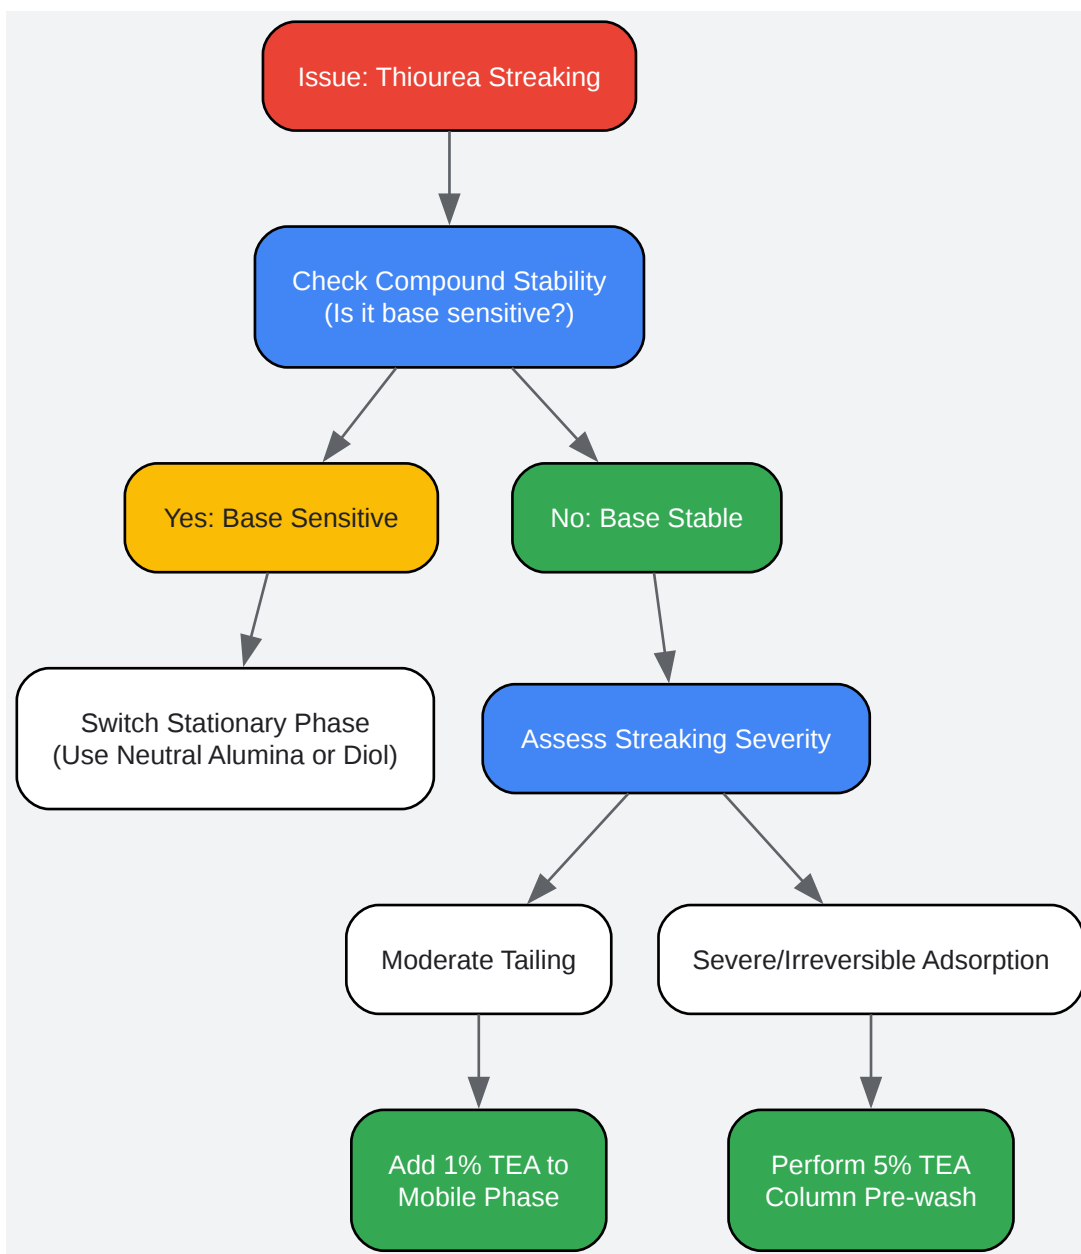 Issue: Thiourea Streaking
Check Compound Stability
(Is it base sensitive?)
Yes: Base Sensitive
No: Base Stable
Switch Stationary Phase
(Use Neutral Alumina or Diol)
Assess Streaking Severity
Moderate Tailing
Severe/Irreversible Adsorption
Add 1% TEA to
Mobile Phase
Perform 5% TEA
Column Pre-wash